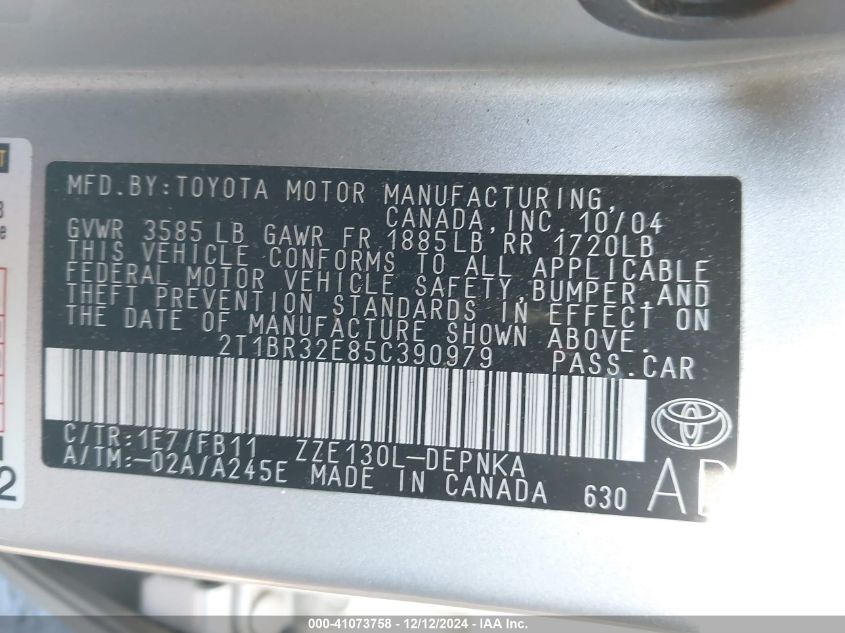 MFD.BY:TOYOTA MOTOR MANUFACTURING,
CANADA,INC. 10/04
GVWR 3585 LB GAWR FR 1885LB RR 1720LB
THIS VEHICLE CONFORMS TO ALL APPLICABLE
FEDERAL MOTOR VEHICLE SAFETY,BUMPER,AND
THEFT PREVENTION STANDARDS IN EFFECT ON
THE DATE OF MANUFACTURE SHOWN ABOVE.
2T1BR32E85C390979 PASS.CAR
C/TR:1E7/FB11 ZZE130L-DEPNKA
A/TM:-02A/A245E MADE IN CANADA 630
2
000-41073758 - 12/12/2024 - IAA Inc.